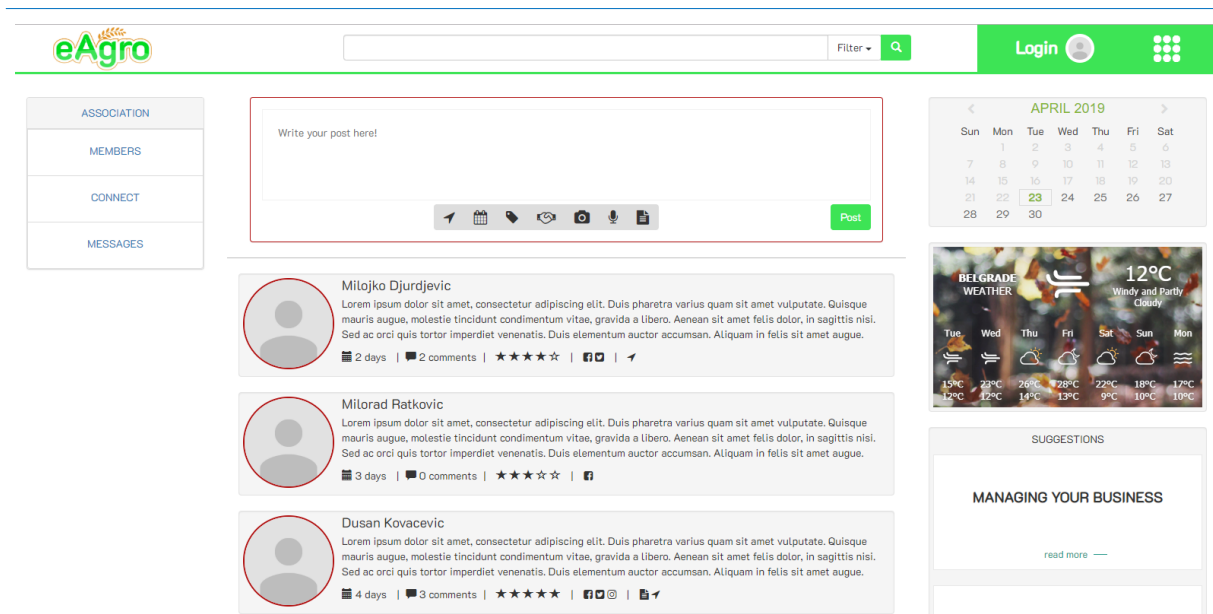 eAgro
Filter
Login
ASSOCIATION
MEMBERS
CONNECT
MESSAGES
Write your post here!
Post
Milojko Djurdjevic
Lorem ipsum dolor sit amet, consectetur adipiscing elit. Duis pharetra varius quam sit amet vulputate. Quisque
mauris augue, molestie tincidunt condimentum vitae, gravida a libero. Aenean sit amet felis dolor, in sagittis nisi.
Sed ac orci quis tortor imperdiet venenatis. Duis elementum auctor accumsan. Aliquam in felis sit amet augue.
2 days | 2 comments | ★★★★☆ | |
Milorad Ratkovic
Lorem ipsum dolor sit amet, consectetur adipiscing elit. Duis pharetra varius quam sit amet vulputate. Quisque
mauris augue, molestie tincidunt condimentum vitae, gravida a libero. Aenean sit amet felis dolor, in sagittis nisi.
Sed ac orci quis tortor imperdiet venenatis. Duis elementum auctor accumsan. Aliquam in felis sit amet augue.
3 days | 0 comments | ★★★☆☆ |
Dusan Kovacevic
Lorem ipsum dolor sit amet, consectetur adipiscing elit. Duis pharetra varius quam sit amet vulputate. Quisque
mauris augue, molestie tincidunt condimentum vitae, gravida a libero. Aenean sit amet felis dolor, in sagittis nisi.
Sed ac orci quis tortor imperdiet venenatis. Duis elementum auctor accumsan. Aliquam in felis sit amet augue.
4 days | 3 comments | ★★★★★ | |
APRIL 2019
Sun Mon Tue Wed Thu Fri Sat
1 2 3 4 5 6
7 8 9 10 11 12 13
14 15 16 17 18 19 20
21 22 23 24 25 26 27
28 29 30
BELGRADE
WEATHER
12°C
Windy and Partly
Cloudy
Tue Wed Thu Fri Sat Sun Mon
15°C 23°C 26°C 28°C 22°C 18°C 17°C
12°C 12°C 14°C 13°C 9°C 10°C 10°C
SUGGESTIONS
MANAGING YOUR BUSINESS
read more